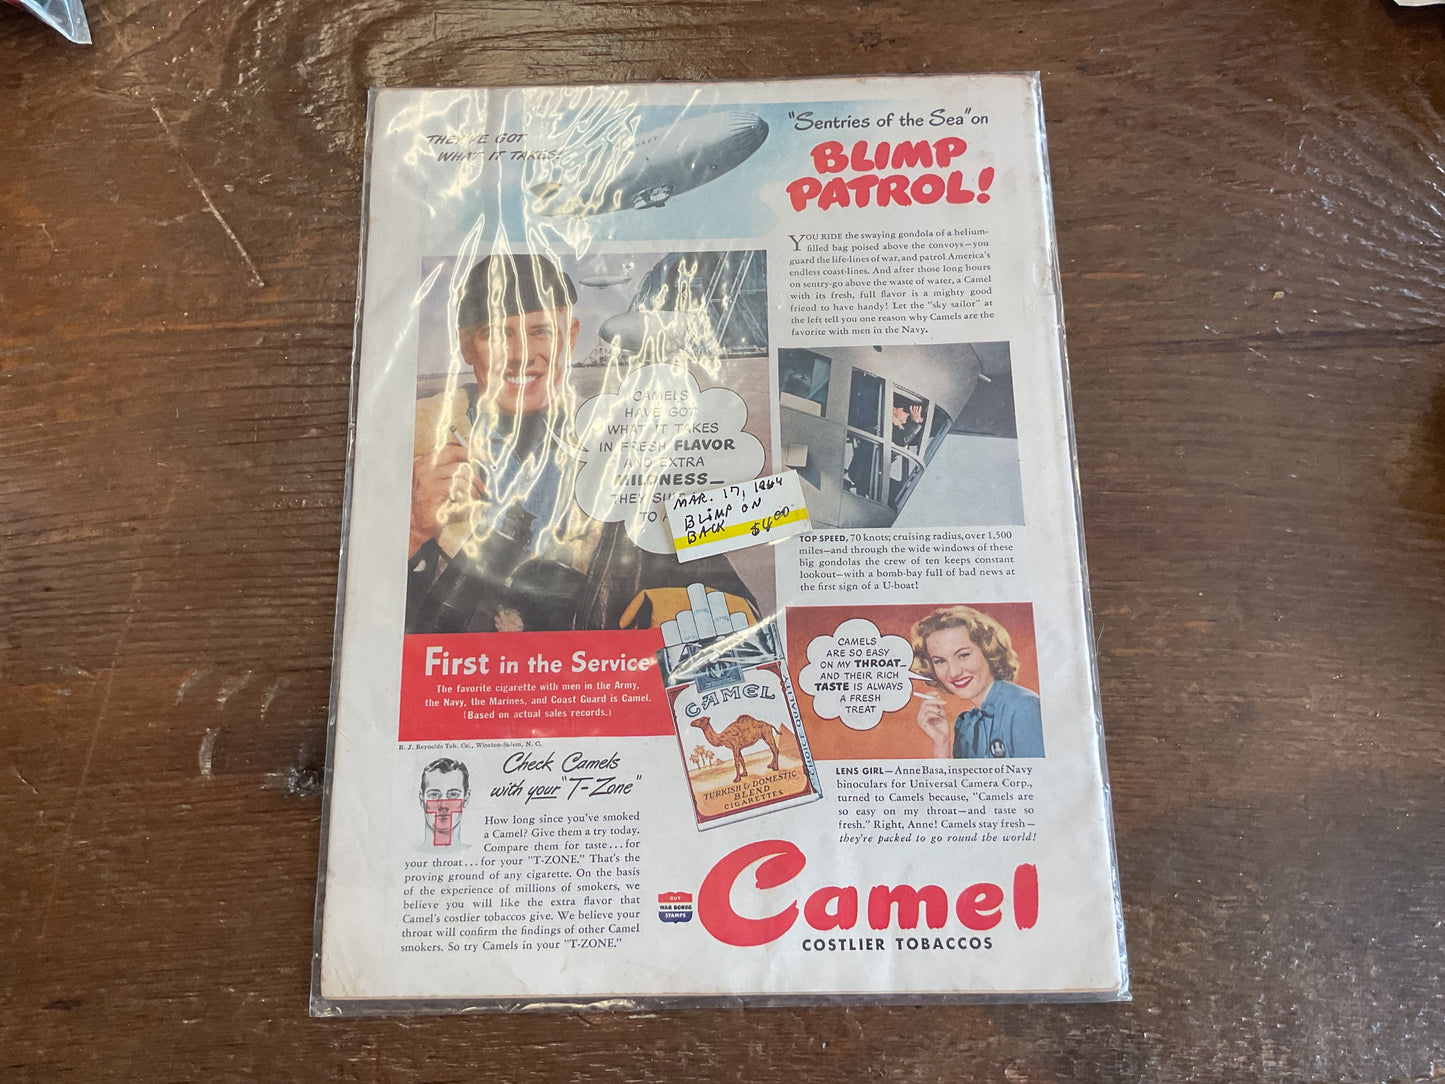 THEY'VE GOT
WHAT IT TAKES!
NAVY
"Sentries of the Sea" on
BLIMP
PATROL!
YOU RIDE the swaying gondola of a helium-
filled bag poised above the convoys—you
guard the life-lines of war, and patrol America's
endless coast-lines. And after those long hours
on sentry-go above the waste of water, a Camel
with its fresh, full flavor is a mighty good
friend to have handy! Let the "sky sailor" at
the left tell you one reason why Camels are the
favorite with men in the Navy.
CAMELS
HAVE GOT
WHAT IT TAKES
IN FRESH FLAVOR
AND EXTRA
MILDNESS—
THEY
TO
MAR. 17, 1944
BLIMP ON
BACK $4.00
TOP SPEED, 70 knots; cruising radius, over 1,500
miles—and through the wide windows of these
big gondolas the crew of ten keeps constant
lookout—with a bomb-bay full of bad news at
the first sign of a U-boat!
First in the Service
The favorite cigarette with men in the Army,
the Navy, the Marines, and Coast Guard is Camel.
(Based on actual sales records.)
R. J. Reynolds Tob. Co., Winston-Salem, N. C.
CAMEL
TURKISH & DOMESTIC
BLEND
CIGARETTES
CHOICE QUALITY
CAMELS
ARE SO EASY
ON MY THROAT—
AND THEIR RICH
TASTE IS ALWAYS
A FRESH
TREAT
LENS GIRL—Anne Basa, inspector of Navy
binoculars for Universal Camera Corp.,
turned to Camels because, "Camels are
so easy on my throat—and taste so
fresh." Right, Anne! Camels stay fresh—
they're packed to go round the world!
Check Camels
with your "T-Zone"
How long since you've smoked
a Camel? Give them a try today.
Compare them for taste...for
your throat...for your "T-ZONE." That's the
proving ground of any cigarette. On the basis
of the experience of millions of smokers, we
believe you will like the extra flavor that
Camel's costlier tobaccos give. We believe your
throat will confirm the findings of other Camel
smokers. So try Camels in your "T-ZONE."
BUY
WAR BONDS
STAMPS
Camel
COSTLIER TOBACCOS